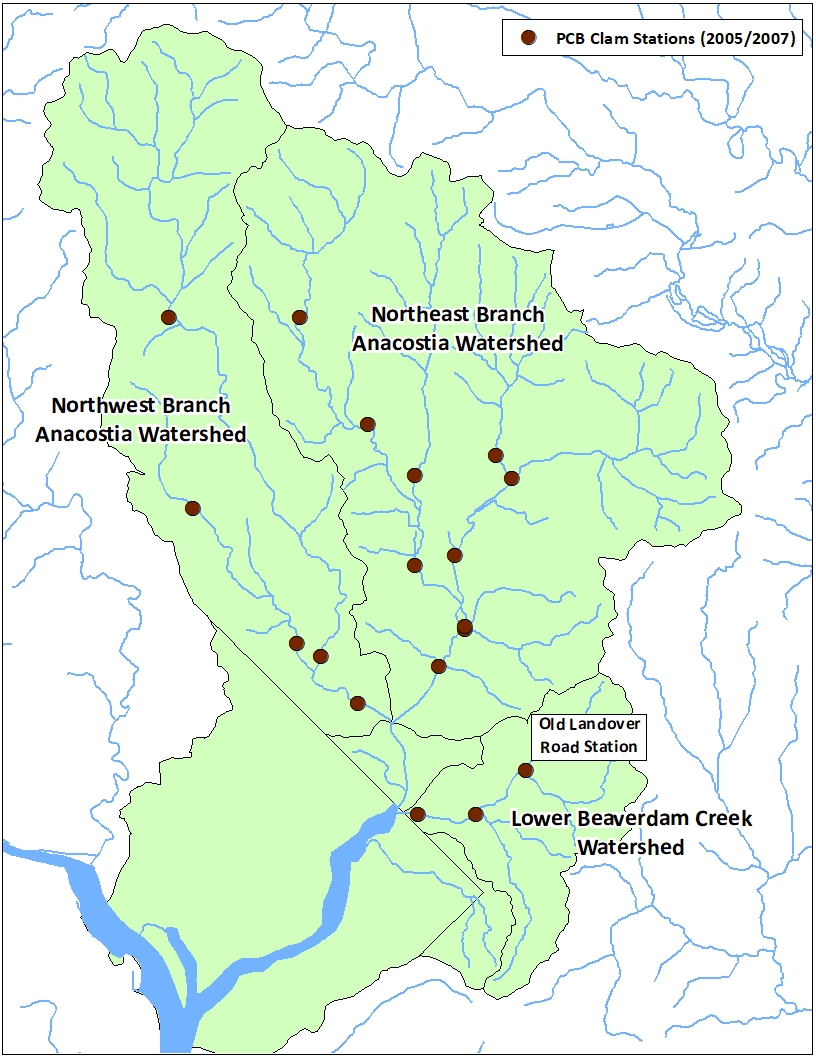 PCB Clam Stations (2005/2007)
Northeast Branch
Anacostia Watershed
Northwest Branch
Anacostia Watershed
Old Landover
Road Station
Lower Beaverdam Creek
Watershed